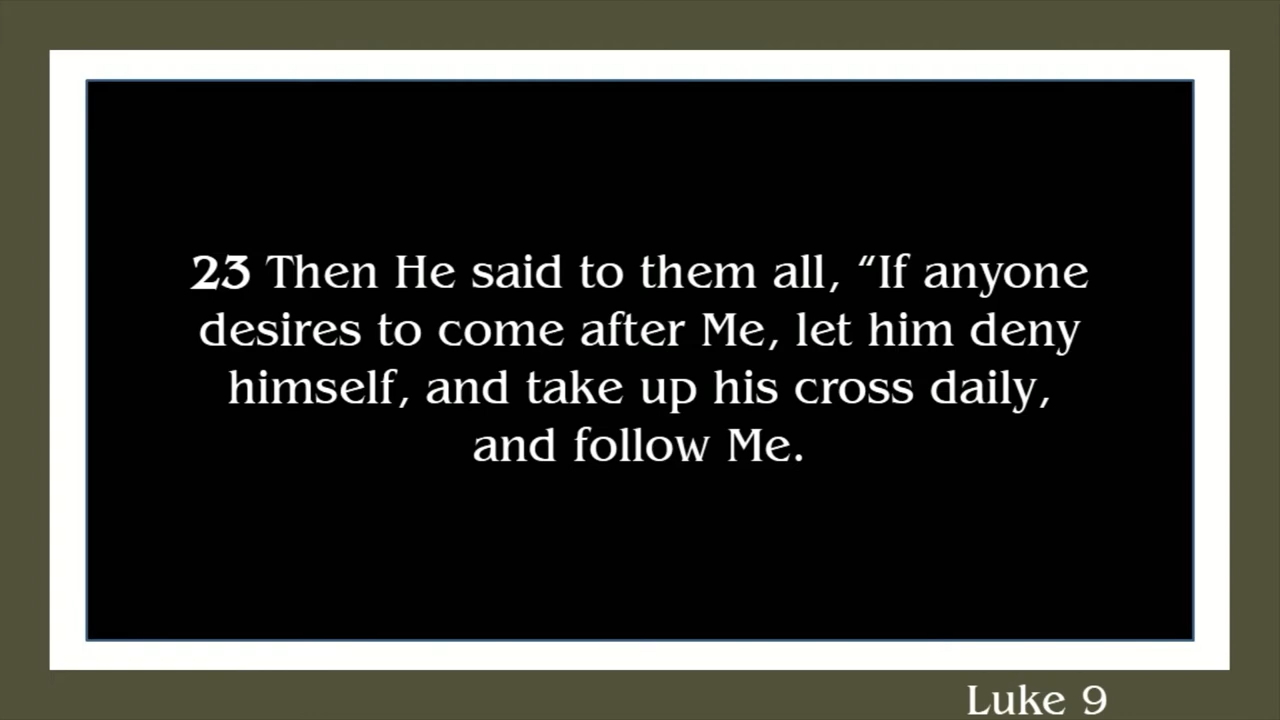 23 Then He said to them all, “If anyone
desires to come after Me, let him deny
himself, and take up his cross daily,
and follow Me.
Luke 9